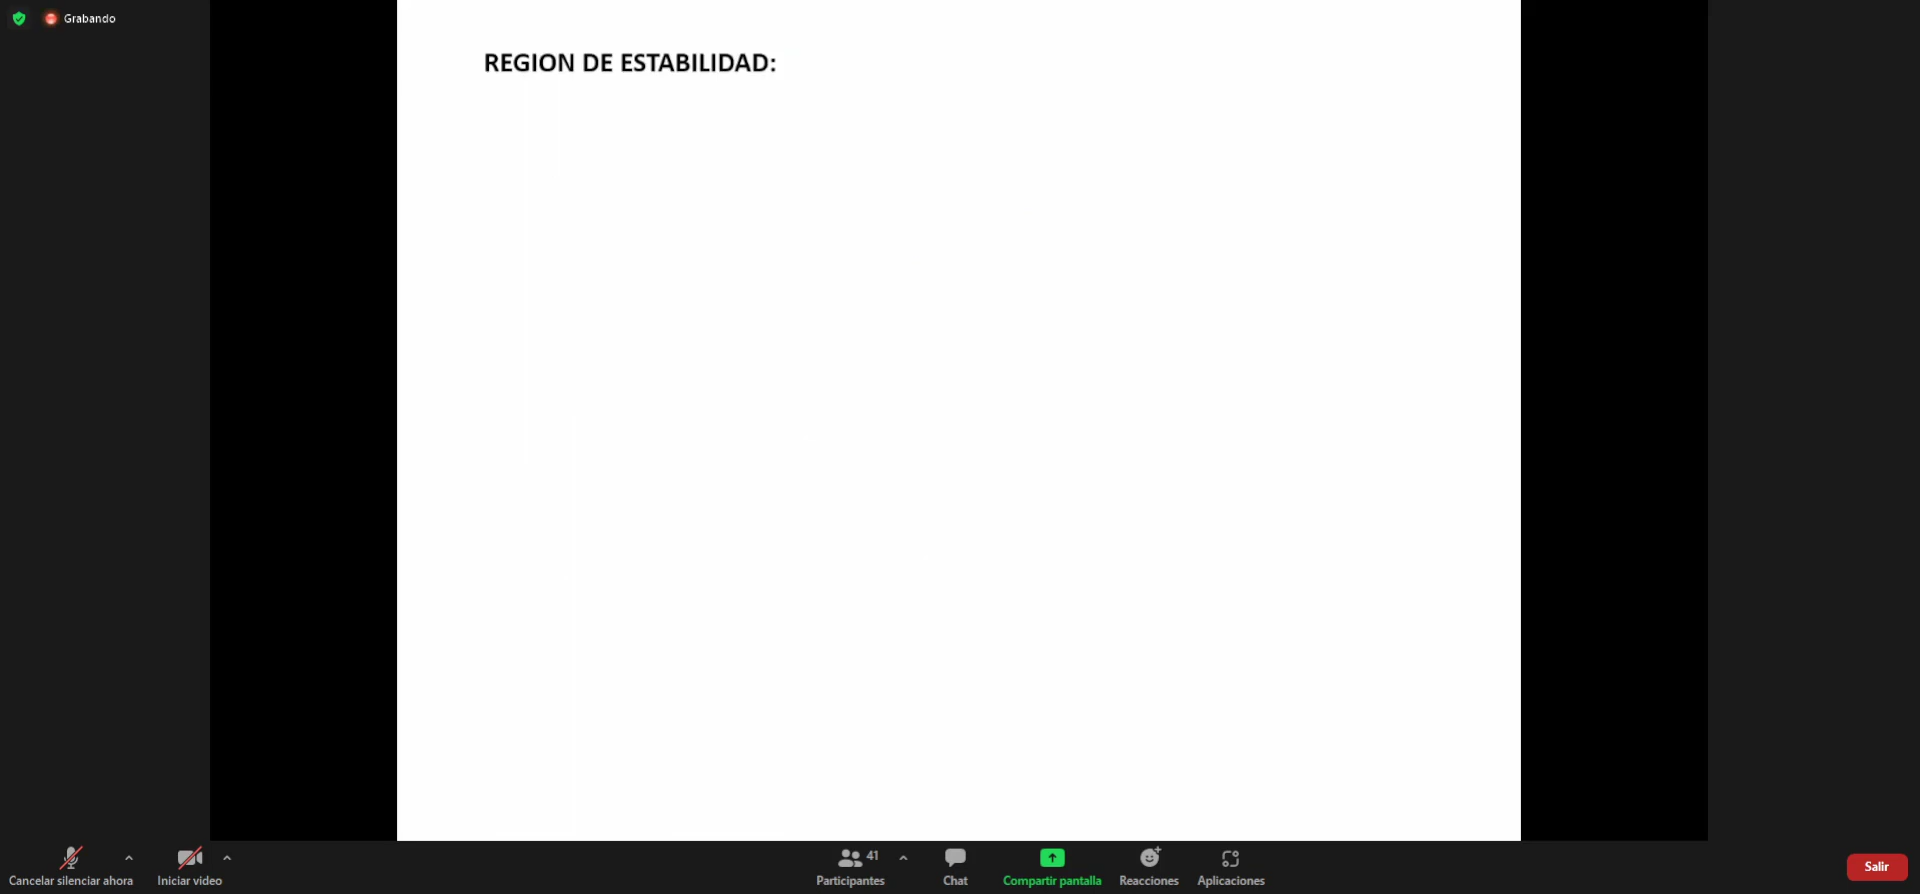 Grabando
REGION DE ESTABILIDAD:
Cancelar silenciar ahora
Iniciar video
41
Participantes
Chat
Compartir pantalla
Reacciones
Aplicaciones
Salir